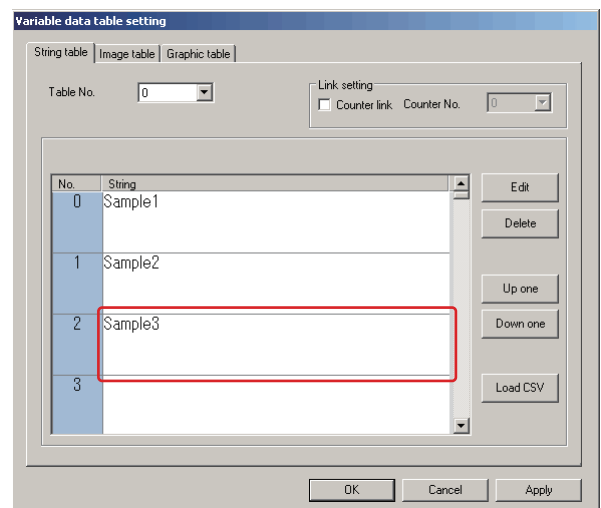 Variable data table setting
String table Image table Graphic table
Table No. 0
Link setting
Counter link Counter No. 0
No. String
0 Sample1
1 Sample2
2 Sample3
3
Edit
Delete
Up one
Down one
Load CSV
OK Cancel Apply